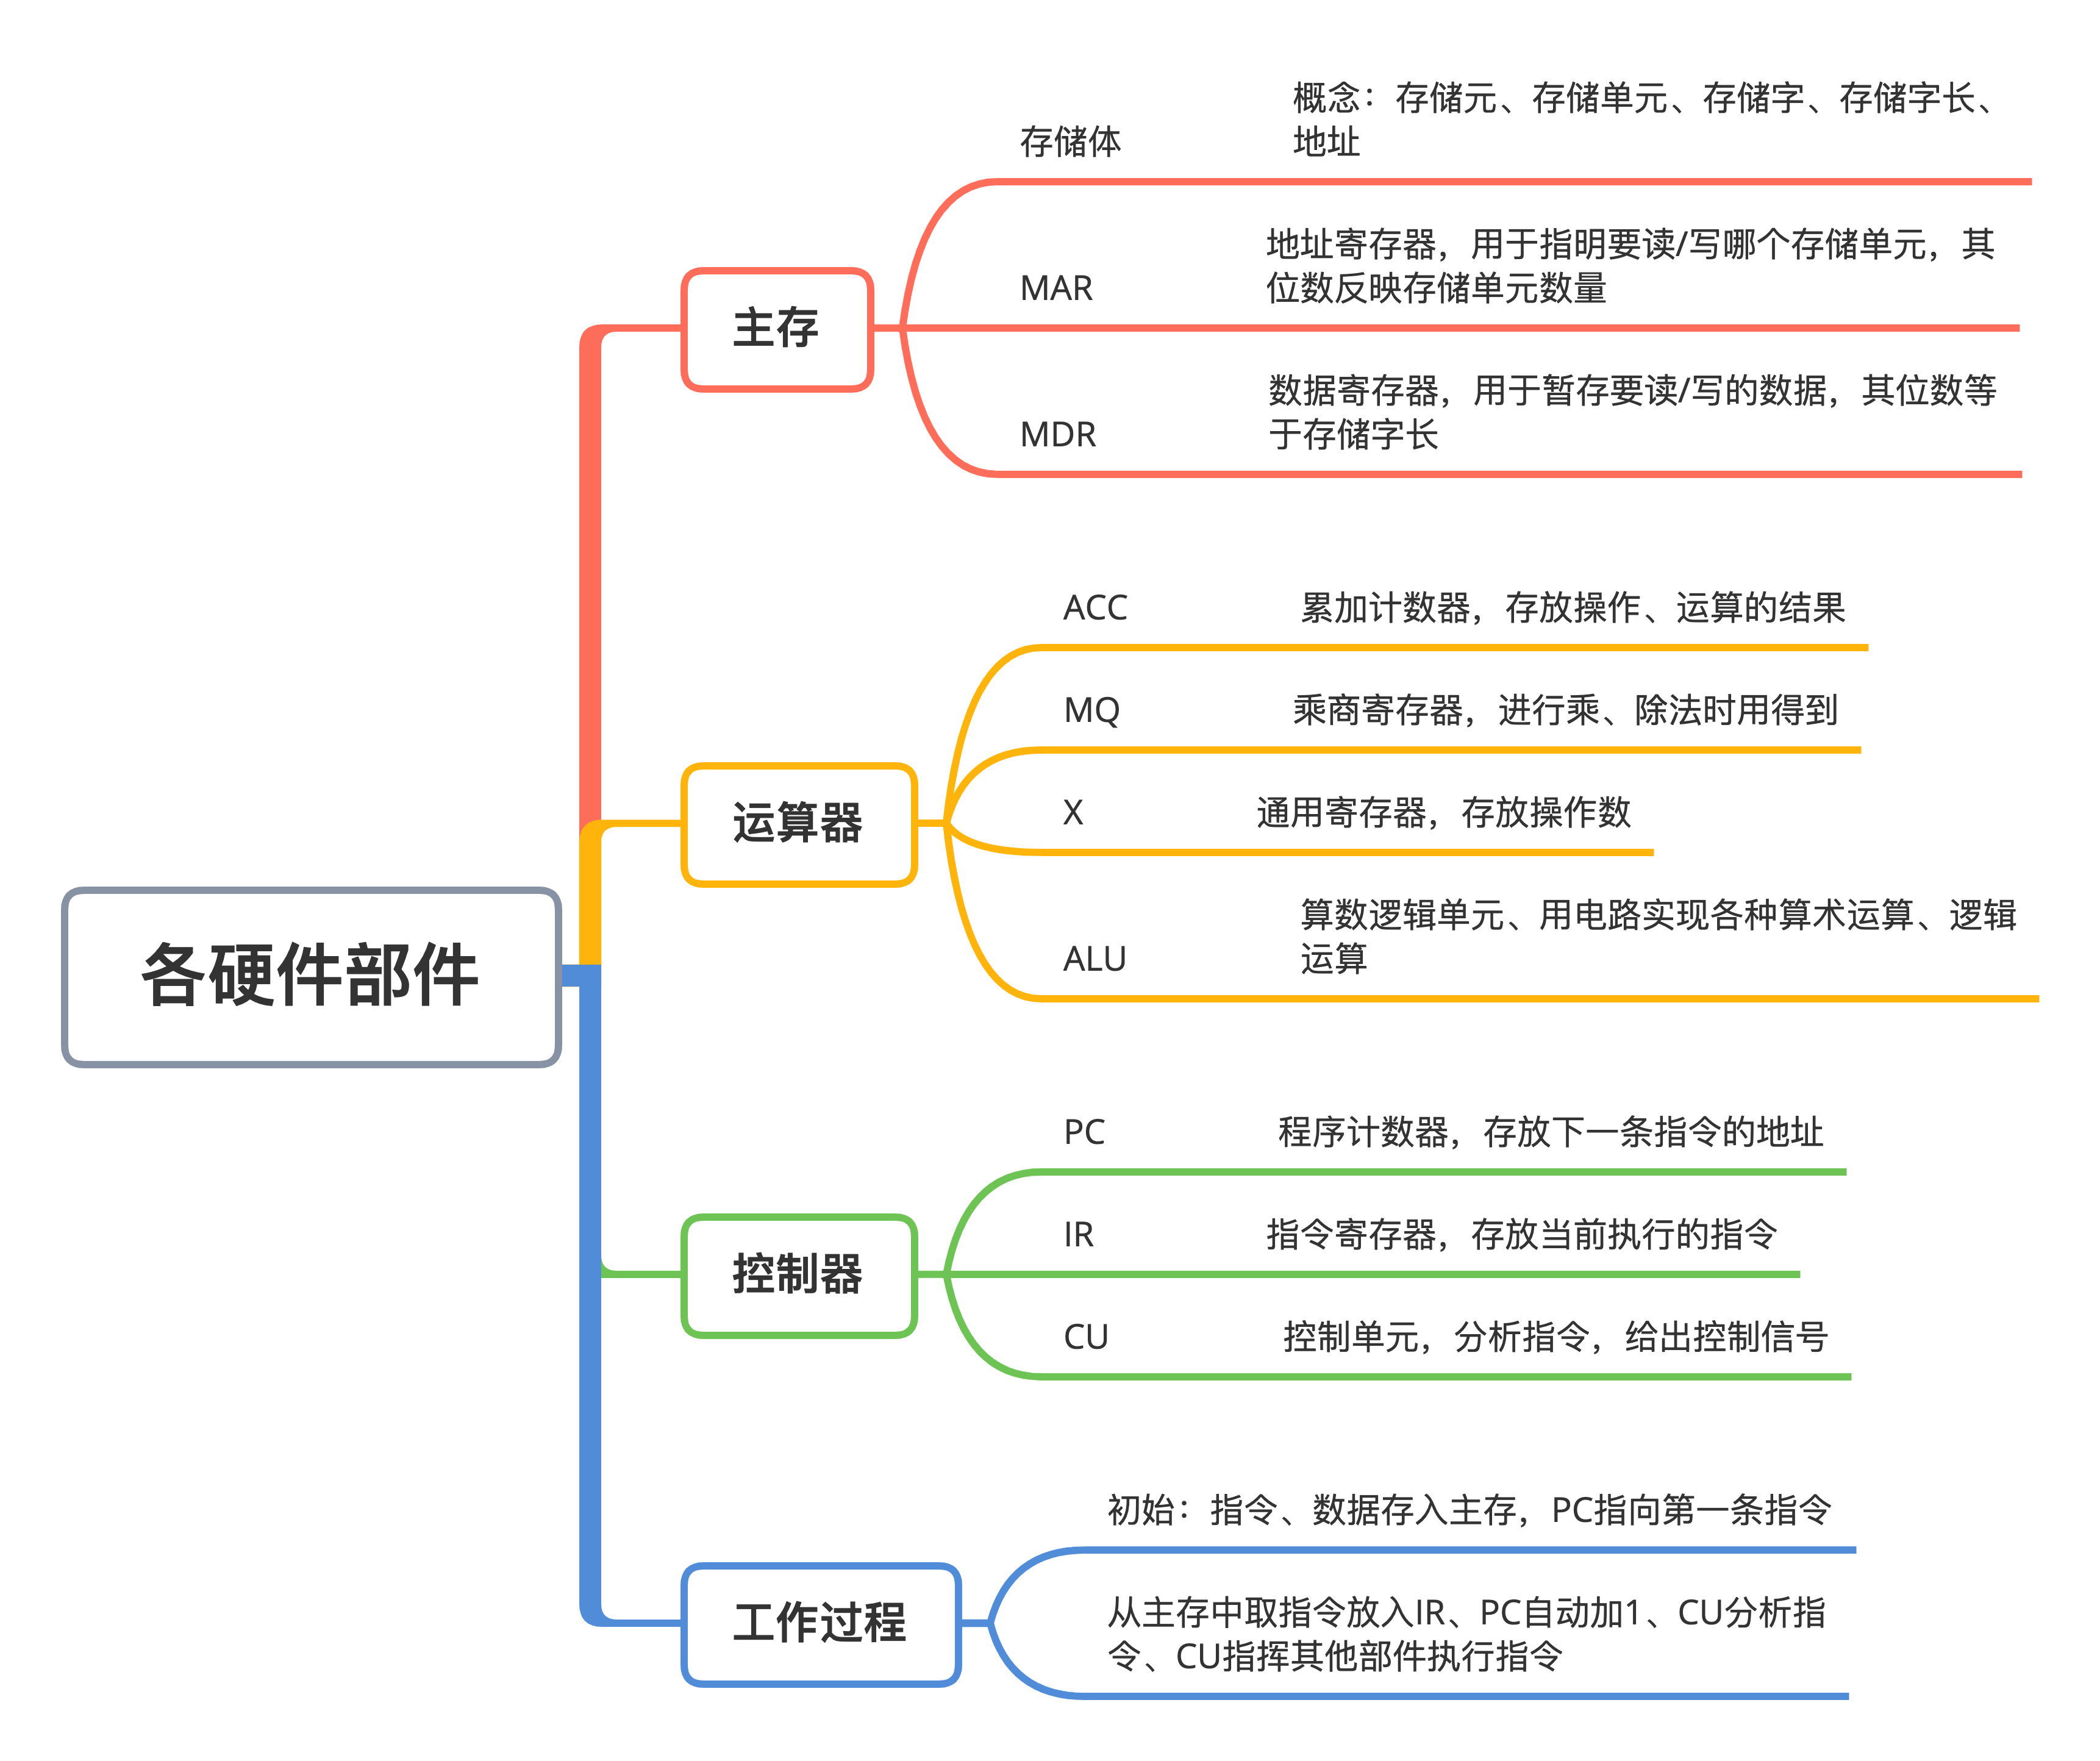 各硬件部件
主存
存储体 概念：存储元、存储单元、存储字、存储字长、
地址
MAR 地址寄存器，用于指明要读/写哪个存储单元，其
位数反映存储单元数量
MDR 数据寄存器，用于暂存要读/写的数据，其位数等
于存储字长
运算器
ACC 累加计数器，存放操作、运算的结果
MQ 乘商寄存器，进行乘、除法时用得到
X 通用寄存器，存放操作数
ALU 算数逻辑单元、用电路实现各种算术运算、逻辑
运算
控制器
PC 程序计数器，存放下一条指令的地址
IR 指令寄存器，存放当前执行的指令
CU 控制单元，分析指令，给出控制信号
工作过程
初始：指令、数据存入主存，PC指向第一条指令
从主存中取指令放入IR、PC自动加1、CU分析指
令、CU指挥其他部件执行指令